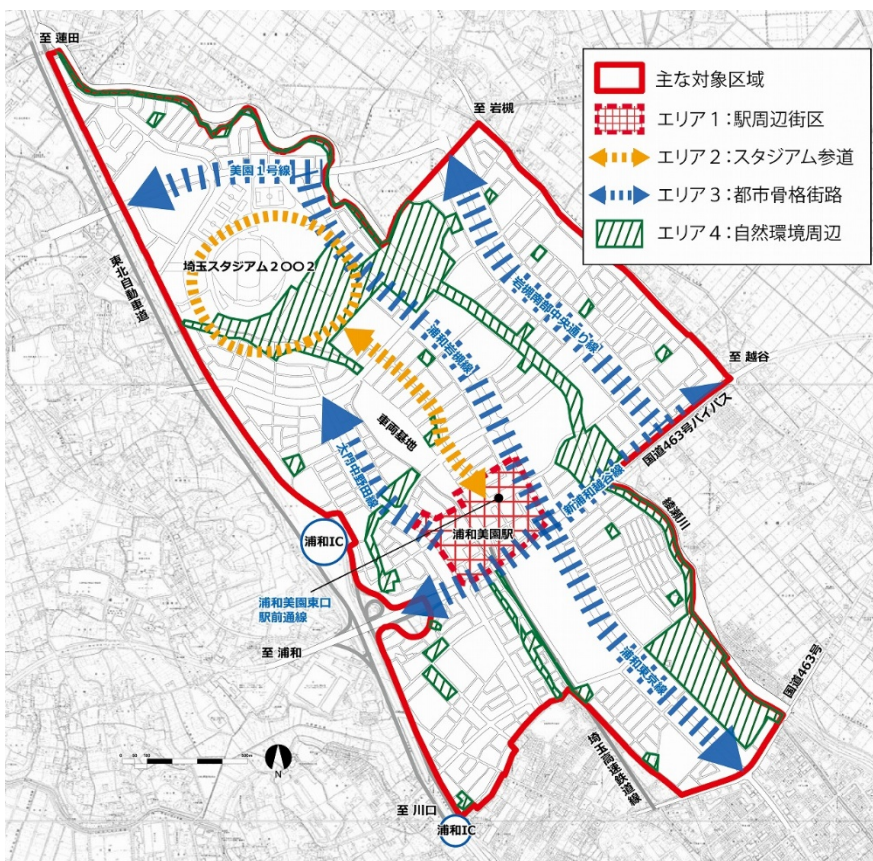 至 蓮田
主な対象区域
エリア1：駅周辺街区
エリア2：スタジアム参道
エリア3：都市骨格街路
エリア4：自然環境周辺
至 岩槻
美園1号線
埼玉スタジアム2002
東北自動車道
岩槻南部中央通り線
浦和岩槻線
至 越谷
国道463号バイパス
車両基地
大門中野田線
新浦和越谷線
綾瀬川
浦和美園駅
浦和IC
浦和美園東口
駅前通線
至 浦和
浦和東京線
国道463号
埼玉高速鉄道線
N
至 川口
浦和IC